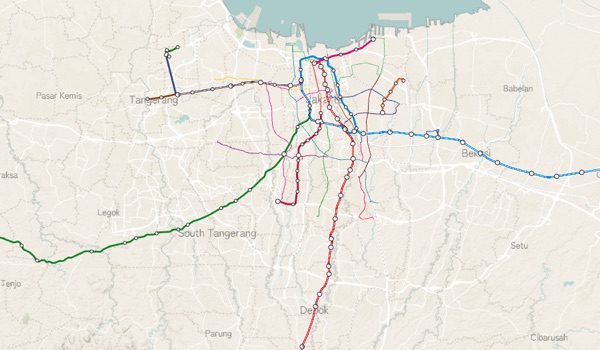 Pasar Kemis
Tangerang
Babelan
Bekasi
raksa
Legok
South Tangerang
Setu
Tenjo
Depok
Parung
Cibarusah